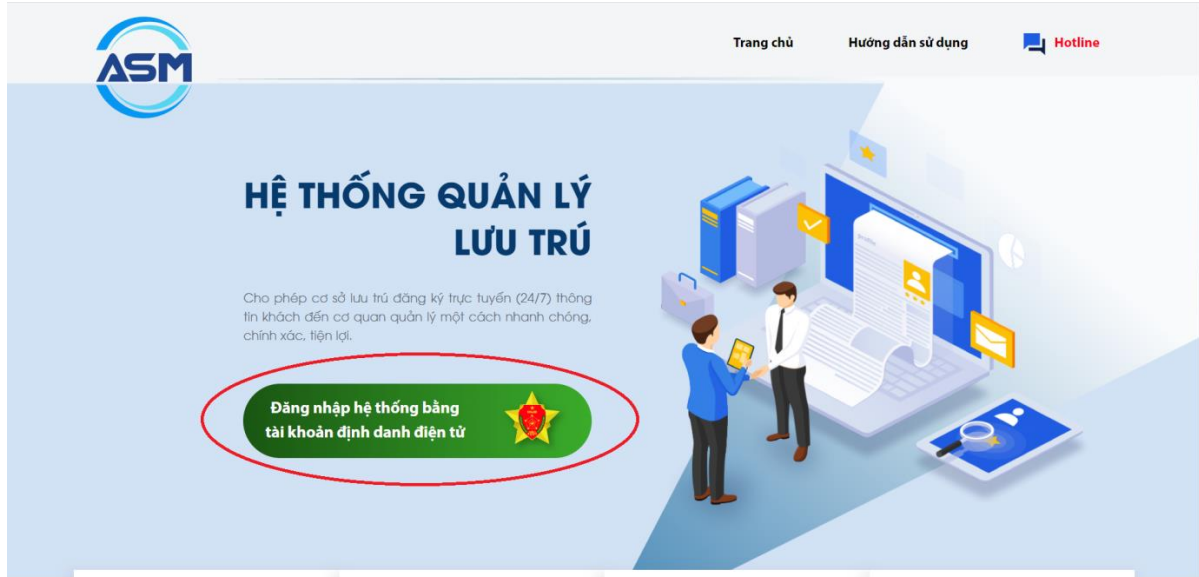 ASM
Trang chủ
Hướng dẫn sử dụng
Hotline
HỆ THỐNG QUẢN LÝ
LƯU TRÚ
Cho phép cơ sở lưu trú đăng ký trực tuyến (24/7) thông
tin khách đến cơ quan quản lý một cách nhanh chóng,
chính xác, tiện lợi.
Đăng nhập hệ thống bằng
tài khoản định danh điện tử
profile